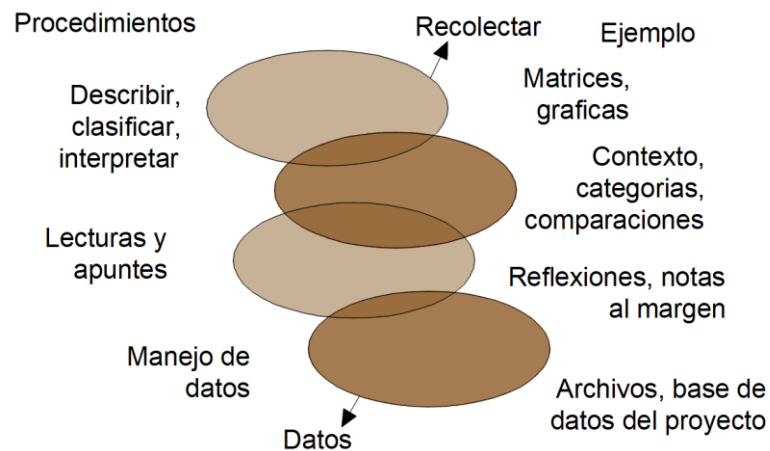 Procedimientos
Recolectar
Ejemplo
Describir,
clasificar,
interpretar
Matrices,
graficas
Contexto,
categorias,
comparaciones
Lecturas y
apuntes
Reflexiones, notas
al margen
Manejo de
datos
Archivos, base de
datos del proyecto
Datos